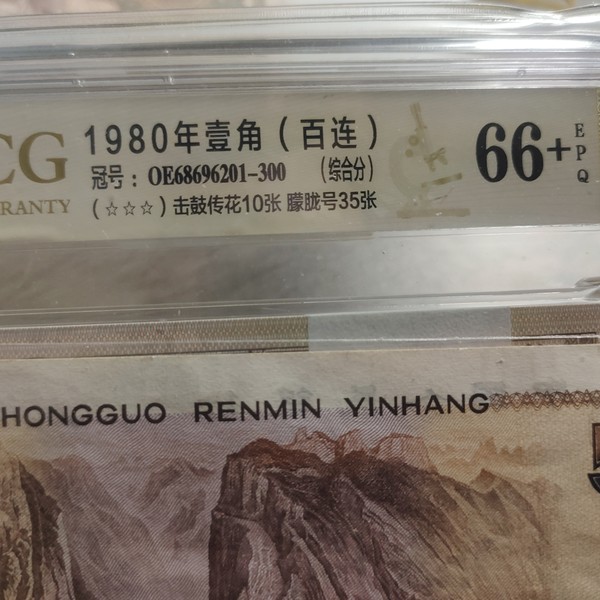 CG
RANTY
1980年壹角（百连）
冠号：OE68696201-300 （综合分）
（☆☆☆）击鼓传花10张 朦胧号35张
66+
EPQ
HONGGUO RENMIN YINHANG